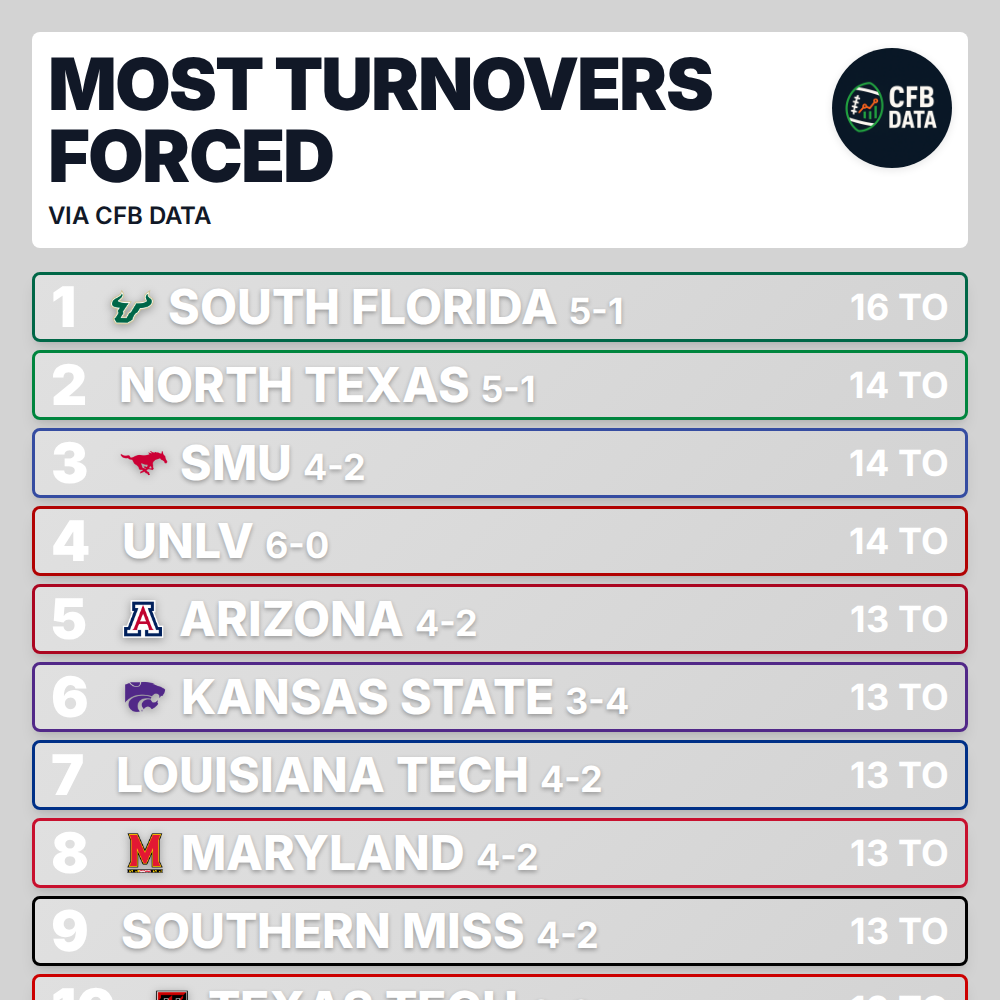 MOST TURNOVERS
FORCED
VIA CFB DATA
CFB
DATA
1 SOUTH FLORIDA 5-1 16 TO
2 NORTH TEXAS 5-1 14 TO
3 SMU 4-2 14 TO
4 UNLV 6-0 14 TO
5 A ARIZONA 4-2 13 TO
6 KANSAS STATE 3-4 13 TO
7 LOUISIANA TECH 4-2 13 TO
8 M MARYLAND 4-2 13 TO
9 SOUTHERN MISS 4-2 13 TO
10 TEXAS TECH